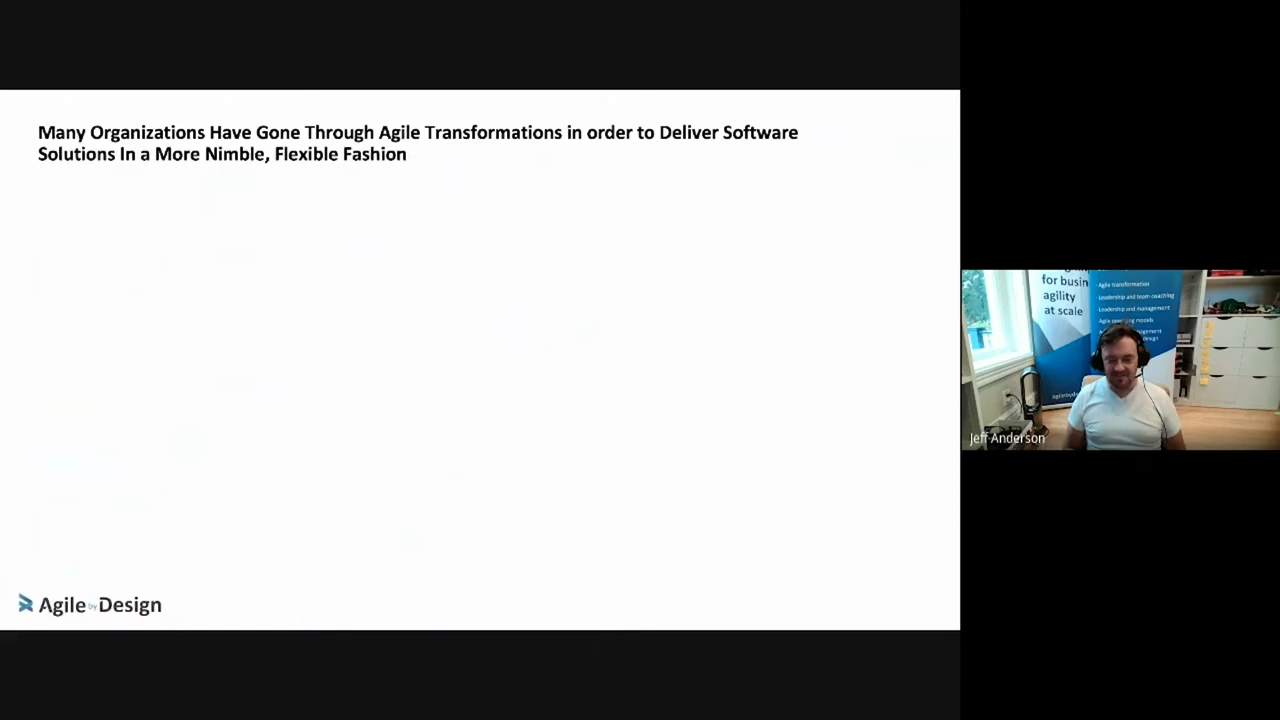 Many Organizations Have Gone Through Agile Transformations in order to Deliver Software
Solutions In a More Nimble, Flexible Fashion
Agile by Design
for busin
agility
at scale
Agile transformation
Leadership and team coaching
Leadership and management
Agile operating models
Jeff Anderson